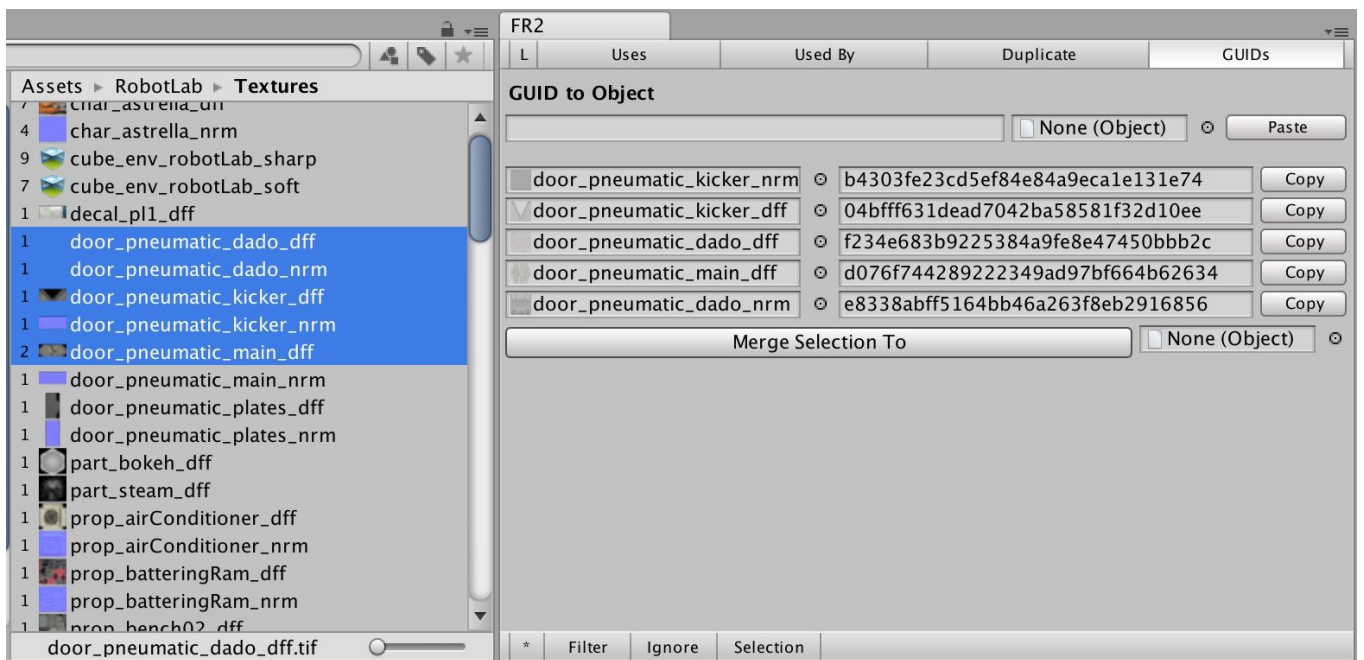 Assets ▸ RobotLab ▸ Textures
7 char_astrella_dff
4 char_astrella_nrm
9 cube_env_robotLab_sharp
7 cube_env_robotLab_soft
1 decal_pl1_dff
1 door_pneumatic_dado_dff
1 door_pneumatic_dado_nrm
1 door_pneumatic_kicker_dff
1 door_pneumatic_kicker_nrm
2 door_pneumatic_main_dff
1 door_pneumatic_main_nrm
1 door_pneumatic_plates_dff
1 door_pneumatic_plates_nrm
1 part_bokeh_dff
1 part_steam_dff
1 prop_airConditioner_dff
1 prop_airConditioner_nrm
1 prop_batteringRam_dff
1 prop_batteringRam_nrm
1 prop_bench02_dff
door_pneumatic_dado_dff.tif
FR2
L Uses Used By Duplicate GUIDs
GUID to Object
None (Object) Paste
door_pneumatic_kicker_nrm b4303fe23cd5ef84e84a9eca1e131e74 Copy
door_pneumatic_kicker_dff 04bfff631dead7042ba58581f32d10ee Copy
door_pneumatic_dado_dff f234e683b9225384a9fe8e47450bbb2c Copy
door_pneumatic_main_dff d076f744289222349ad97bf664b62634 Copy
door_pneumatic_dado_nrm e8338abff5164bb46a263f8eb2916856 Copy
Merge Selection To None (Object)
* Filter Ignore Selection